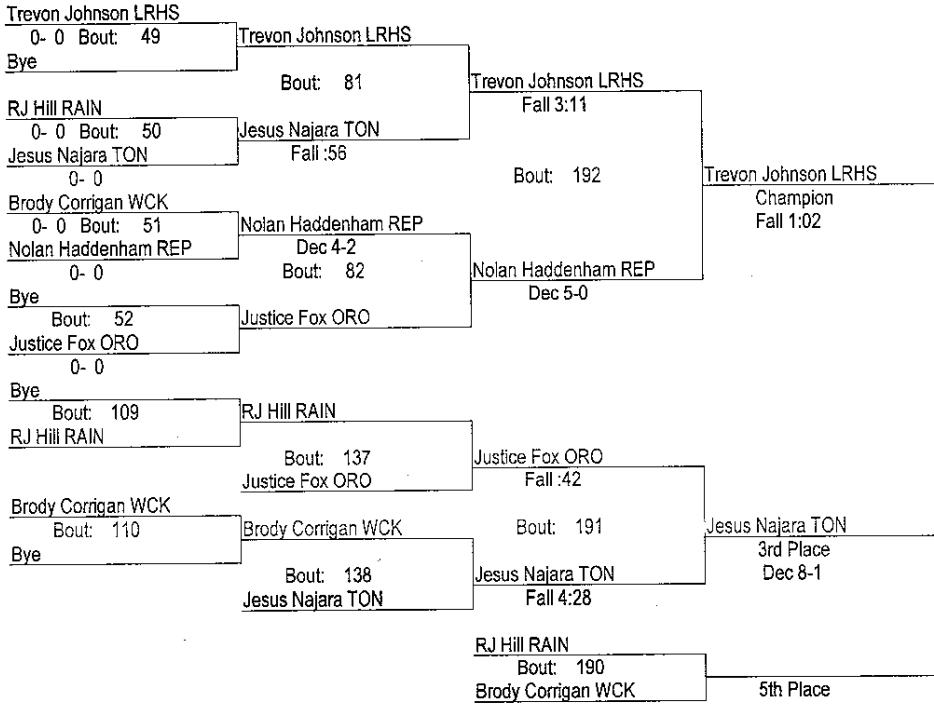 Trevon Johnson LRHS
0- 0 Bout: 49
Bye
Trevon Johnson LRHS
Bout: 81
RJ Hill RAIN
0- 0 Bout: 50
Jesus Najara TON
0- 0
Jesus Najara TON
Fall :56
Trevon Johnson LRHS
Fall 3:11
Bout: 192
Brody Corrigan WCK
0- 0 Bout: 51
Nolan Haddenham REP
0- 0
Nolan Haddenham REP
Dec 4-2
Bout: 82
Bye
Bout: 52
Justice Fox ORO
0- 0
Justice Fox ORO
Nolan Haddenham REP
Dec 5-0
Trevon Johnson LRHS
Champion
Fall 1:02
Bye
Bout: 109
RJ Hill RAIN
RJ Hill RAIN
Bout: 137
Justice Fox ORO
Justice Fox ORO
Fall :42
Bout: 191
Brody Corrigan WCK
Bout: 110
Bye
Brody Corrigan WCK
Bout: 138
Jesus Najara TON
Jesus Najara TON
Fall 4:28
Jesus Najara TON
3rd Place
Dec 8-1
RJ Hill RAIN
Bout: 190
Brody Corrigan WCK
5th Place